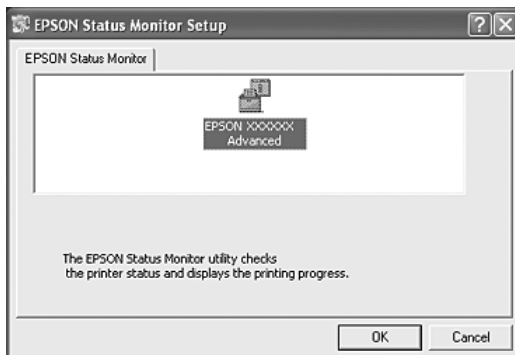 EPSON Status Monitor Setup
EPSON Status Monitor
EPSON XXXXXX
Advanced
The EPSON Status Monitor utility checks
the printer status and displays the printing progress.
OK
Cancel